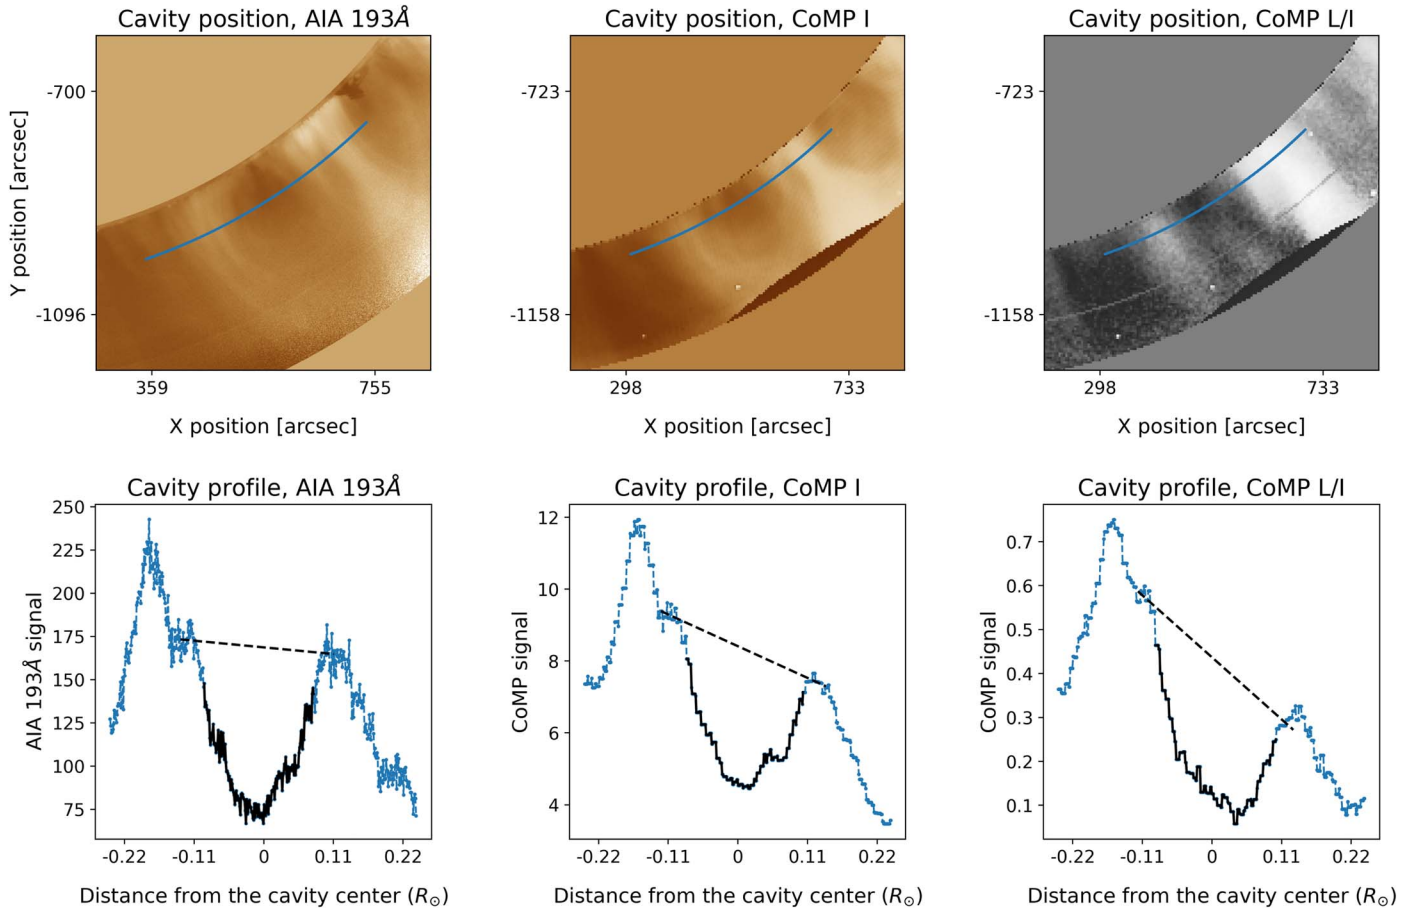 Cavity position, AIA 193Å
Y position [arcsec]
-700
-1096
359 755
X position [arcsec]
Cavity position, CoMP I
-723
-1158
298 733
X position [arcsec]
Cavity position, CoMP L/I
-723
-1158
298 733
X position [arcsec]
Cavity profile, AIA 193Å
AIA 193Å signal
250
225
200
175
150
125
100
75
-0.22 -0.11 0 0.11 0.22
Distance from the cavity center (R☉)
Cavity profile, CoMP I
CoMP signal
12
10
8
6
4
-0.22 -0.11 0 0.11 0.22
Distance from the cavity center (R☉)
Cavity profile, CoMP L/I
CoMP signal
0.7
0.6
0.5
0.4
0.3
0.2
0.1
-0.22 -0.11 0 0.11 0.22
Distance from the cavity center (R☉)